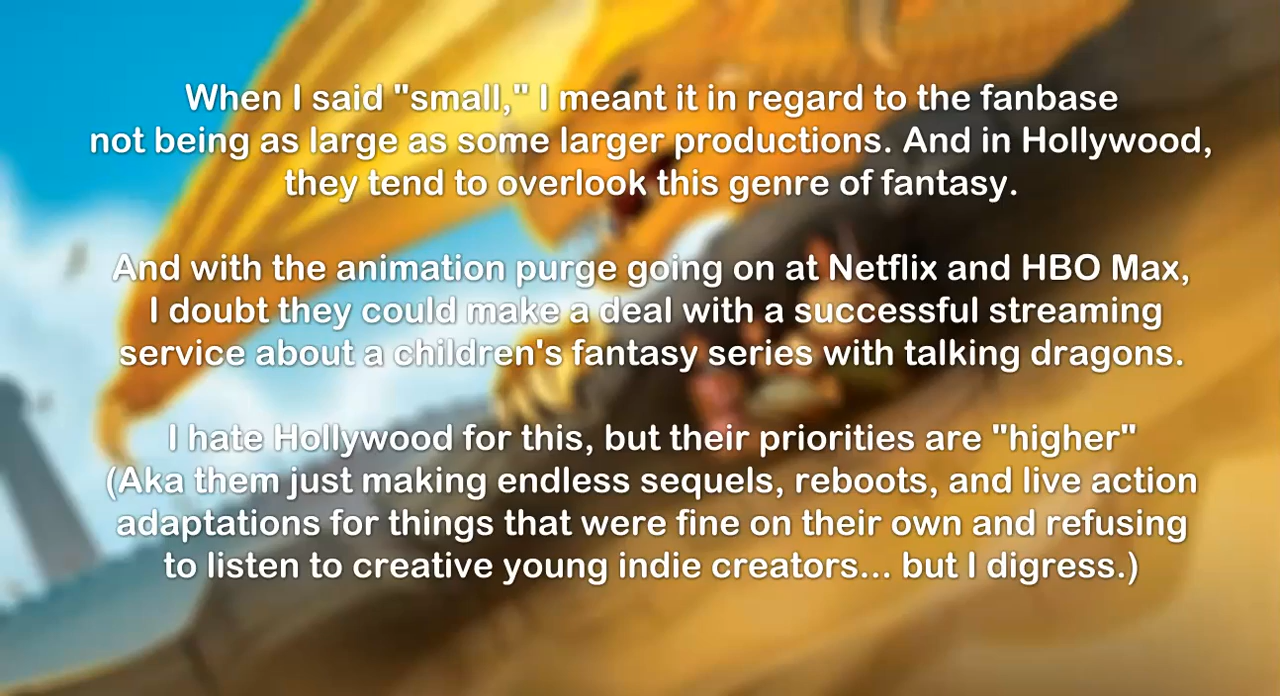 When I said "small," I meant it in regard to the fanbase
not being as large as some larger productions. And in Hollywood,
they tend to overlook this genre of fantasy.
And with the animation purge going on at Netflix and HBO Max,
I doubt they could make a deal with a successful streaming
service about a children's fantasy series with talking dragons.
I hate Hollywood for this, but their priorities are "higher"
(Aka them just making endless sequels, reboots, and live action
adaptations for things that were fine on their own and refusing
to listen to creative young indie creators... but I digress.)